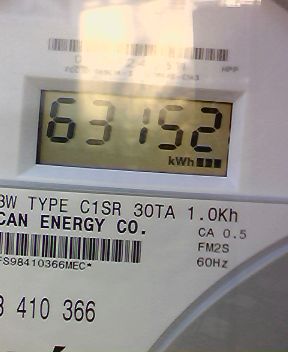 63152
kWh
3W TYPE C1SR 30TA 1.0Kh
CAN ENERGY CO.
CA 0.5
FM2S
60Hz
FS98410366MEC*
410 366